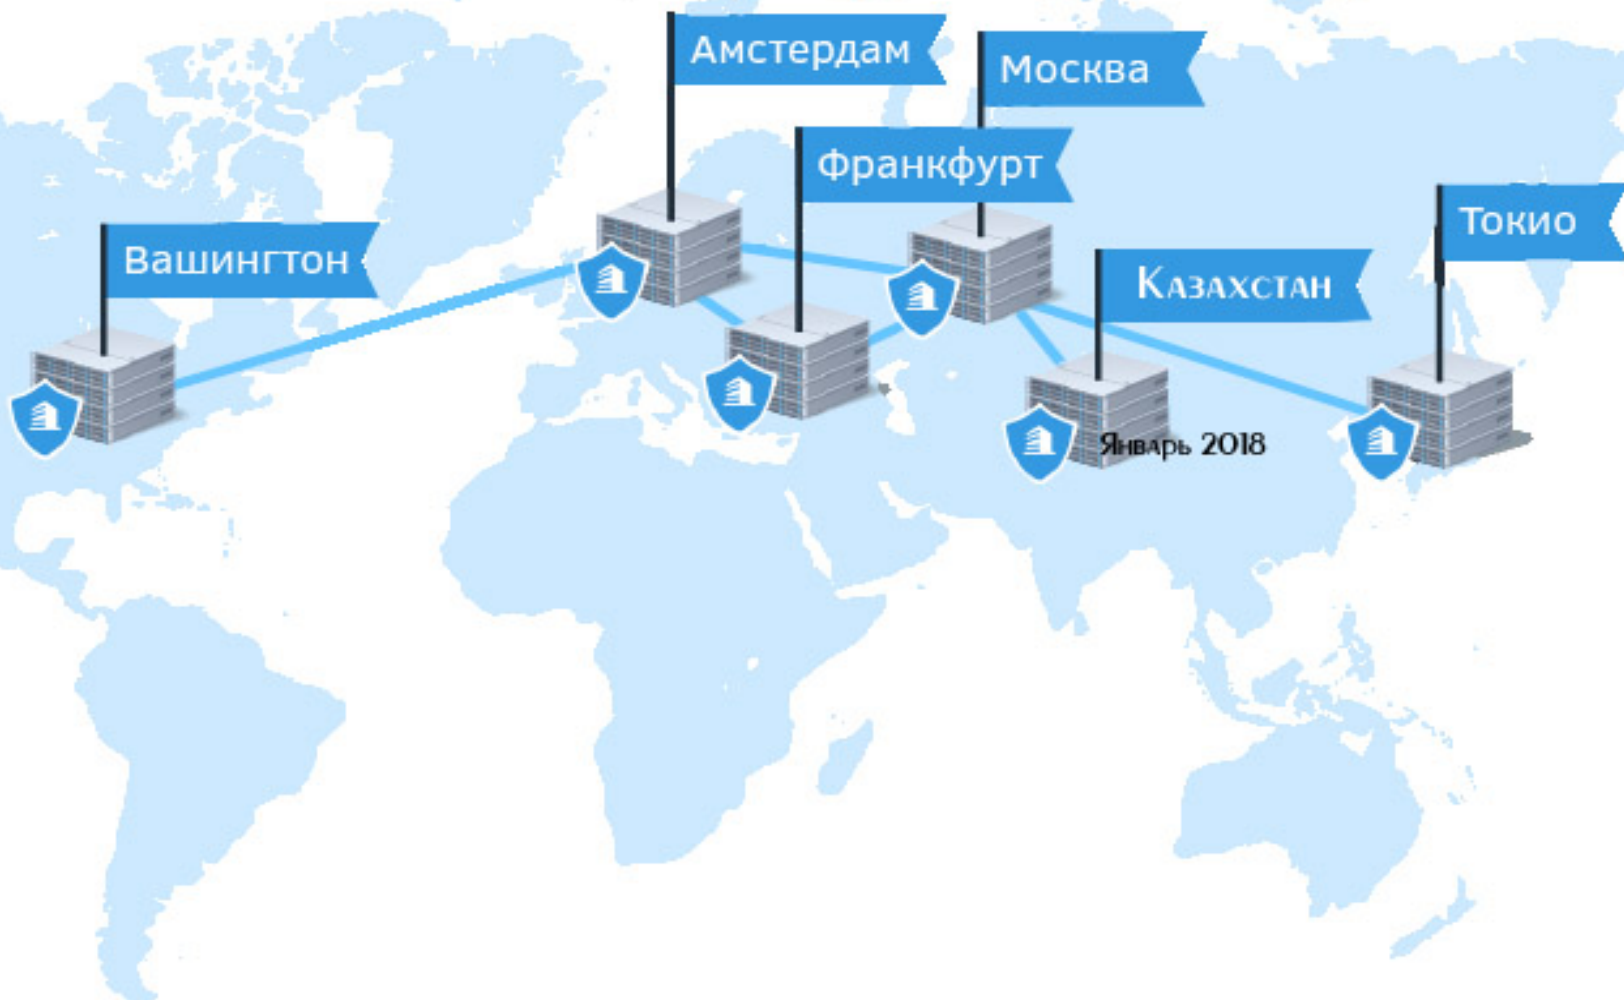 Амстердам
Москва
Франкфурт
Токио
Вашингтон
Казахстан
Январь 2018